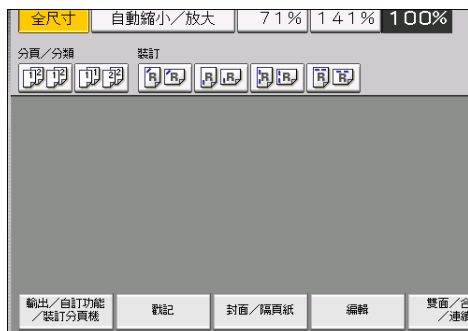 全尺寸 自動縮小／放大 71% 141% 100%
分頁／分類 裝訂
輸出／自訂功能
／裝訂分頁機
戳記
封面／隔頁紙
編輯
雙面／合
／連續